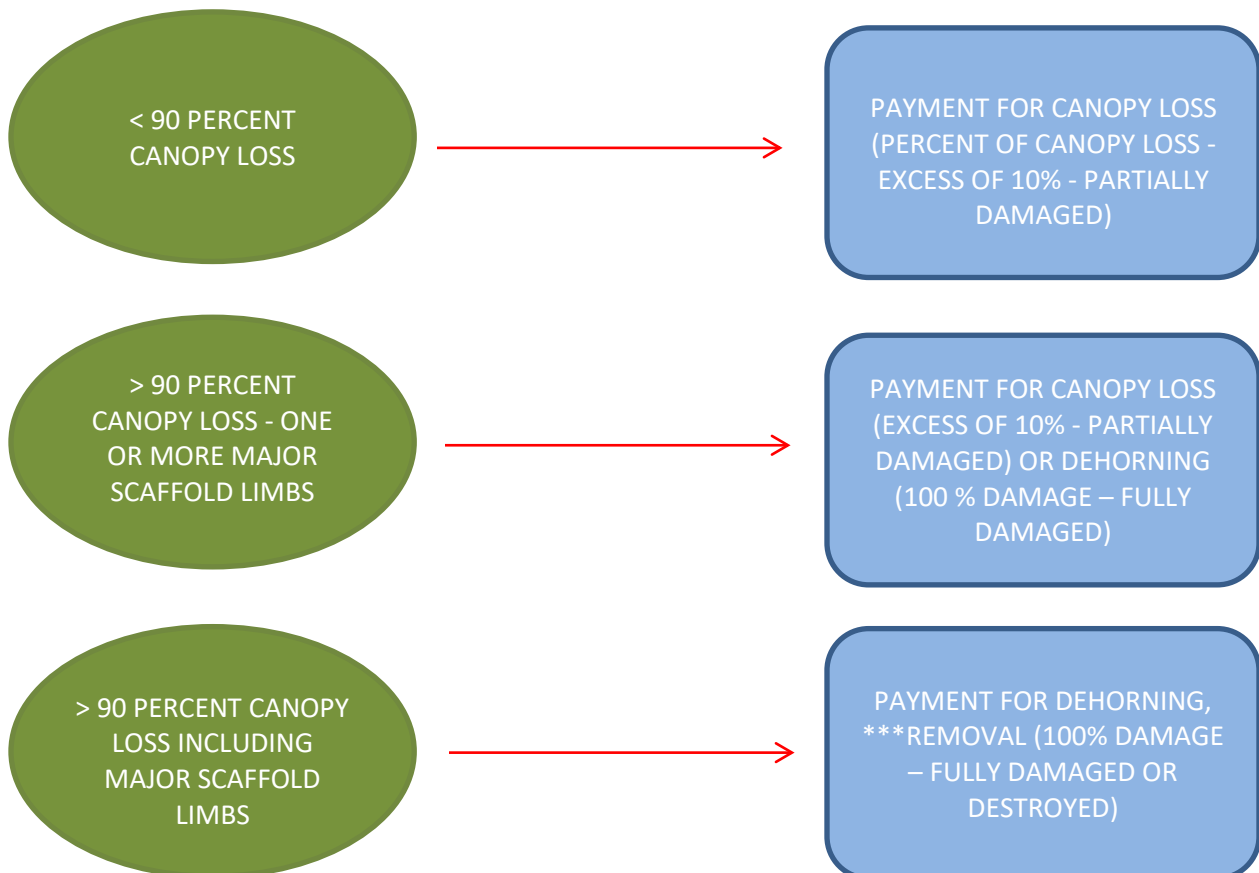 < 90 PERCENT
CANOPY LOSS
PAYMENT FOR CANOPY LOSS
(PERCENT OF CANOPY LOSS -
EXCESS OF 10% - PARTIALLY
DAMAGED)
> 90 PERCENT
CANOPY LOSS - ONE
OR MORE MAJOR
SCAFFOLD LIMBS
PAYMENT FOR CANOPY LOSS
(EXCESS OF 10% - PARTIALLY
DAMAGED) OR DEHORNING
(100 % DAMAGE – FULLY
DAMAGED)
> 90 PERCENT CANOPY
LOSS INCLUDING
MAJOR SCAFFOLD
LIMBS
PAYMENT FOR DEHORNING,
***REMOVAL (100% DAMAGE
– FULLY DAMAGED OR
DESTROYED)